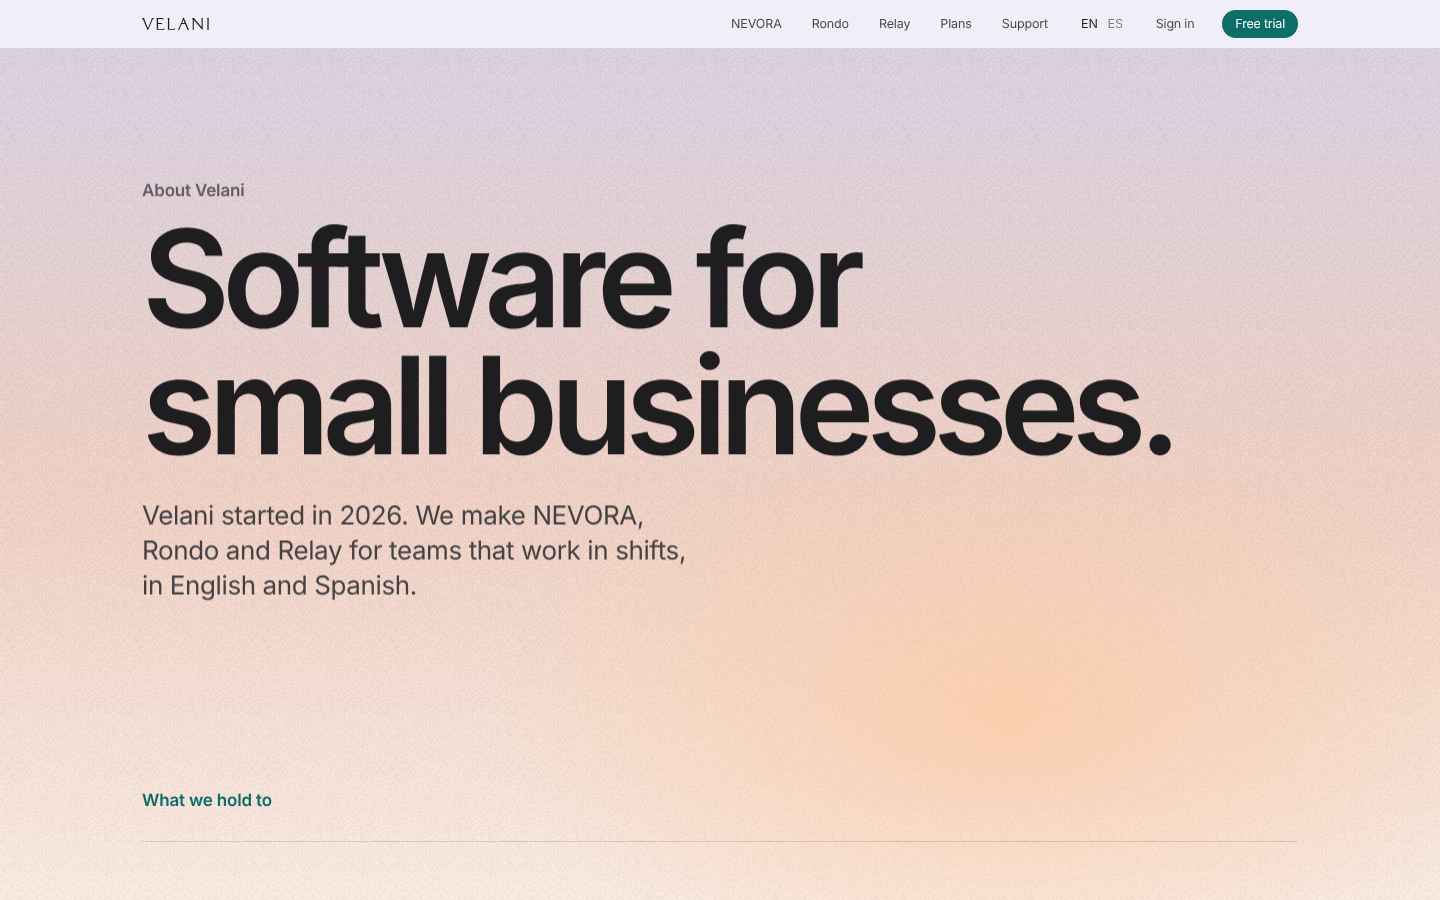 VELANI NEVORA Rondo Relay Plans Support EN ES Sign in Free trial
About Velani
Software for
small businesses.
Velani started in 2026. We make NEVORA,
Rondo and Relay for teams that work in shifts,
in English and Spanish.
What we hold to